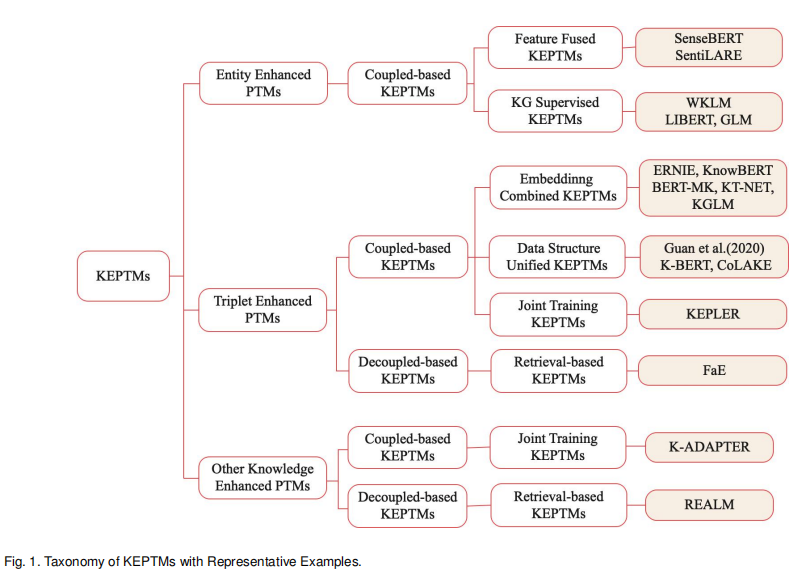 KEPTMs
Entity Enhanced
PTMs
Coupled-based
KEPTMs
Feature Fused
KEPTMs
SenseBERT
SentiLARE
KG Supervised
KEPTMs
WKLM
LIBERT, GLM
Triplet Enhanced
PTMs
Coupled-based
KEPTMs
Embeddinng
Combined KEPTMs
ERNIE, KnowBERT
BERT-MK, KT-NET,
KGLM
Data Structure
Unified KEPTMs
Guan et al.(2020)
K-BERT, CoLAKE
Joint Training
KEPTMs
KEPLER
Decoupled-based
KEPTMs
Retrieval-based
KEPTMs
FaE
Other Knowledge
Enhanced PTMs
Coupled-based
KEPTMs
Joint Training
KEPTMs
K-ADAPTER
Decoupled-based
KEPTMs
Retrieval-based
KEPTMs
REALM
Fig. 1. Taxonomy of KEPTMs with Representative Examples.